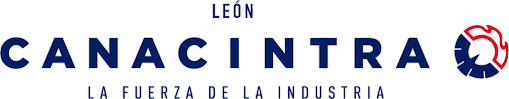 LEÓN
CANACINTRA
LA FUERZA DE LA INDUSTRIA